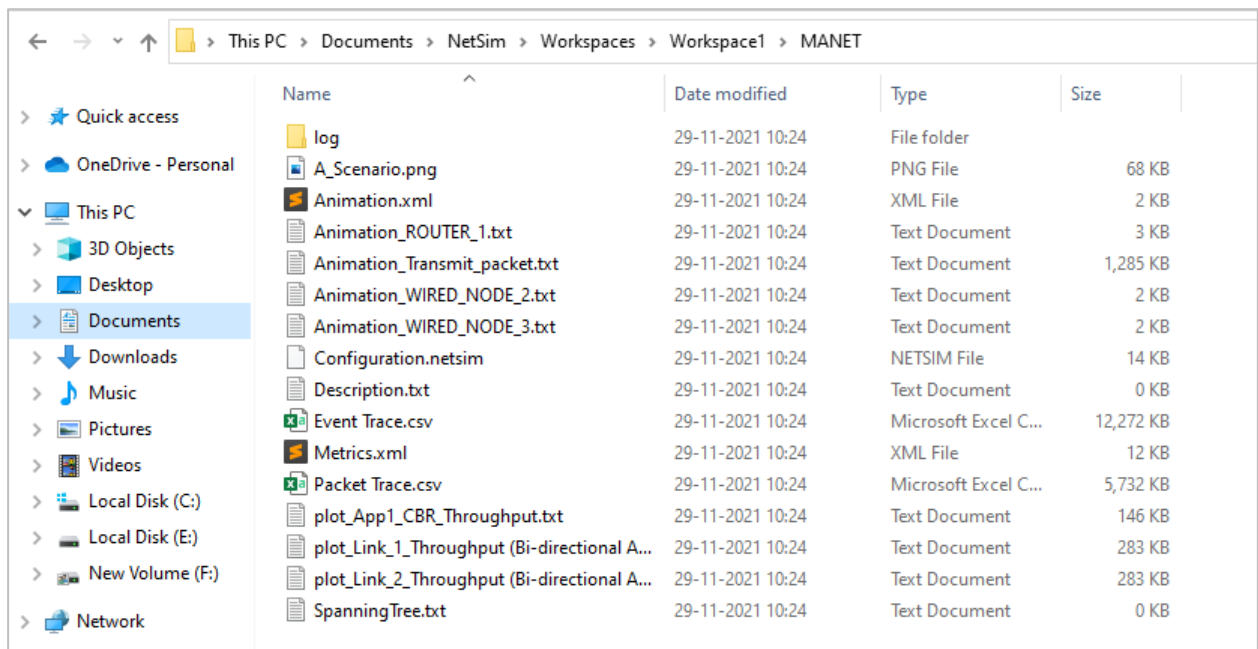 This PC > Documents > NetSim > Workspaces > Workspace1 > MANET
Name Date modified Type Size
Quick access
OneDrive - Personal
This PC
3D Objects
Desktop
Documents
Downloads
Music
Pictures
Videos
Local Disk (C:)
Local Disk (E:)
New Volume (F:)
Network
log 29-11-2021 10:24 File folder
A_Scenario.png 29-11-2021 10:24 PNG File 68 KB
Animation.xml 29-11-2021 10:24 XML File 2 KB
Animation_ROUTER_1.txt 29-11-2021 10:24 Text Document 3 KB
Animation_Transmit_packet.txt 29-11-2021 10:24 Text Document 1,285 KB
Animation_WIRED_NODE_2.txt 29-11-2021 10:24 Text Document 2 KB
Animation_WIRED_NODE_3.txt 29-11-2021 10:24 Text Document 2 KB
Configuration.netsim 29-11-2021 10:24 NETSIM File 14 KB
Description.txt 29-11-2021 10:24 Text Document 0 KB
Event Trace.csv 29-11-2021 10:24 Microsoft Excel C... 12,272 KB
Metrics.xml 29-11-2021 10:24 XML File 12 KB
Packet Trace.csv 29-11-2021 10:24 Microsoft Excel C... 5,732 KB
plot_App1_CBR_Throughput.txt 29-11-2021 10:24 Text Document 146 KB
plot_Link_1_Throughput (Bi-directional A... 29-11-2021 10:24 Text Document 283 KB
plot_Link_2_Throughput (Bi-directional A... 29-11-2021 10:24 Text Document 283 KB
SpanningTree.txt 29-11-2021 10:24 Text Document 0 KB